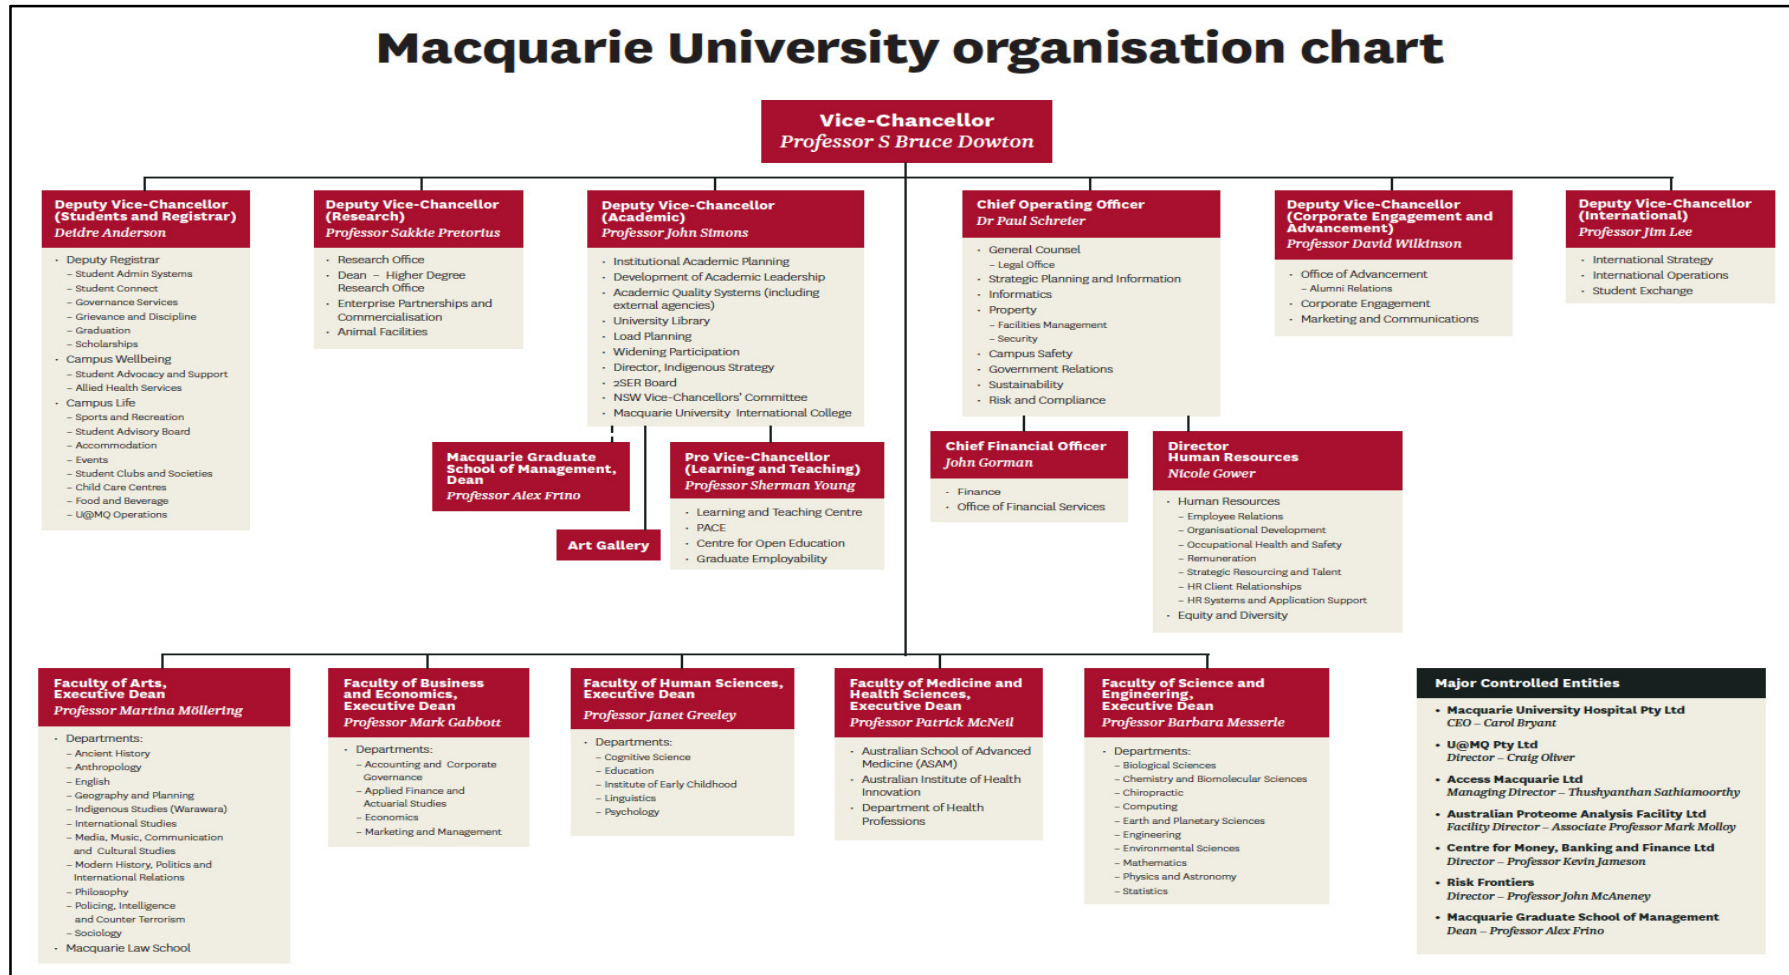 Macquarie University organisation chart
Vice-Chancellor
Professor S Bruce Dowton
Deputy Vice-Chancellor
(Students and Registrar)
Deidre Anderson
· Deputy Registrar
– Student Admin Systems
– Student Connect
– Governance Services
– Grievance and Discipline
– Graduation
– Scholarships
· Campus Wellbeing
– Student Advocacy and Support
– Allied Health Services
· Campus Life
– Sports and Recreation
– Student Advisory Board
– Accommodation
– Events
– Student Clubs and Societies
– Child Care Centres
– Food and Beverage
– U@MQ Operations
Deputy Vice-Chancellor
(Research)
Professor Sakkie Pretorius
· Research Office
· Dean – Higher Degree
Research Office
· Enterprise Partnerships and
Commercialisation
· Animal Facilities
Deputy Vice-Chancellor
(Academic)
Professor John Simons
· Institutional Academic Planning
· Development of Academic Leadership
· Academic Quality Systems (including
external agencies)
· University Library
· Load Planning
· Widening Participation
· Director, Indigenous Strategy
· 2SER Board
· NSW Vice-Chancellors' Committee
· Macquarie University International College
Macquarie Graduate
School of Management,
Dean
Professor Alex Frino
Art Gallery
Pro Vice-Chancellor
(Learning and Teaching)
Professor Sherman Young
· Learning and Teaching Centre
· PACE
· Centre for Open Education
· Graduate Employability
Chief Operating Officer
Dr Paul Schreier
· General Counsel
– Legal Office
· Strategic Planning and Information
· Informatics
· Property
– Facilities Management
– Security
· Campus Safety
· Government Relations
· Sustainability
· Risk and Compliance
Chief Financial Officer
John Gorman
· Finance
· Office of Financial Services
Director
Human Resources
Nicole Gower
· Human Resources
– Employee Relations
– Organisational Development
– Occupational Health and Safety
– Remuneration
– Strategic Resourcing and Talent
– HR Client Relationships
– HR Systems and Application Support
· Equity and Diversity
Deputy Vice-Chancellor
(Corporate Engagement and
Advancement)
Professor David Wilkinson
· Office of Advancement
– Alumni Relations
· Corporate Engagement
· Marketing and Communications
Deputy Vice-Chancellor
(International)
Professor Jim Lee
· International Strategy
· International Operations
· Student Exchange
Faculty of Arts,
Executive Dean
Professor Martina Möllering
· Departments:
– Ancient History
– Anthropology
– English
– Geography and Planning
– Indigenous Studies (Warawara)
– International Studies
– Media, Music, Communication
and Cultural Studies
– Modern History, Politics and
International Relations
– Philosophy
– Policing, Intelligence
and Counter Terrorism
– Sociology
· Macquarie Law School
Faculty of Business
and Economics,
Executive Dean
Professor Mark Gabbott
· Departments:
– Accounting and Corporate
Governance
– Applied Finance and
Actuarial Studies
– Economics
– Marketing and Management
Faculty of Human Sciences,
Executive Dean
Professor Janet Greeley
· Departments:
– Cognitive Science
– Education
– Institute of Early Childhood
– Linguistics
– Psychology
Faculty of Medicine and
Health Sciences,
Executive Dean
Professor Patrick McNeil
· Australian School of Advanced
Medicine (ASAM)
· Australian Institute of Health
Innovation
· Department of Health
Professions
Faculty of Science and
Engineering,
Executive Dean
Professor Barbara Messerle
· Departments:
– Biological Sciences
– Chemistry and Biomolecular Sciences
– Chiropractic
– Computing
– Earth and Planetary Sciences
– Engineering
– Environmental Sciences
– Mathematics
– Physics and Astronomy
– Statistics
Major Controlled Entities
• Macquarie University Hospital Pty Ltd
CEO – Carol Bryant
• U@MQ Pty Ltd
Director – Craig Oliver
• Access Macquarie Ltd
Managing Director – Thushyanthan Sathiamoorthy
• Australian Proteome Analysis Facility Ltd
Facility Director – Associate Professor Mark Molloy
• Centre for Money, Banking and Finance Ltd
Director – Professor Kevin Jameson
• Risk Frontiers
Director – Professor John McAneney
• Macquarie Graduate School of Management
Dean – Professor Alex Frino